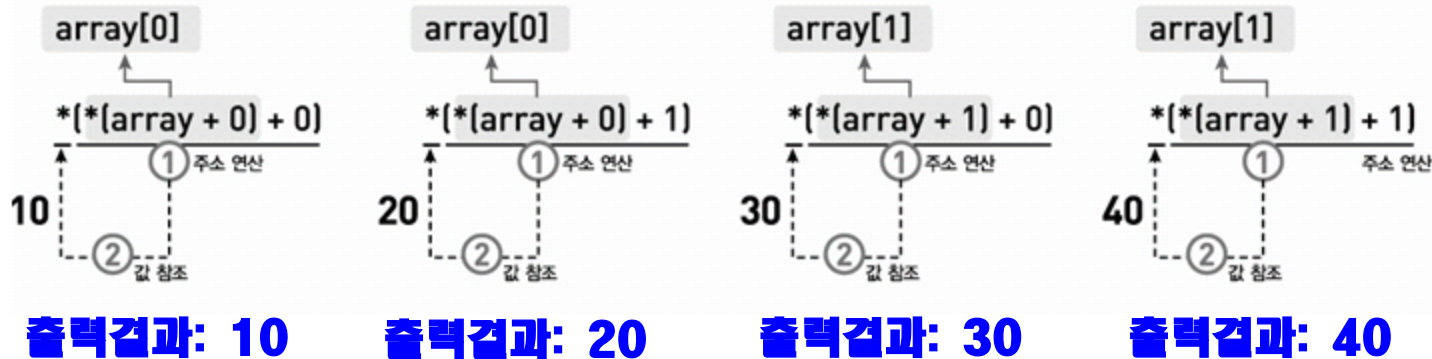 array[0] array[0] array[1] array[1]
*(*(array + 0) + 0) *(*(array + 0) + 1) *(*(array + 1) + 0) *(*(array + 1) + 1)
① 주소 연산 ① 주소 연산 ① 주소 연산 ① 주소 연산
10 20 30 40
② 값 참조 ② 값 참조 ② 값 참조 ② 값 참조
출력결과: 10 출력결과: 20 출력결과: 30 출력결과: 40